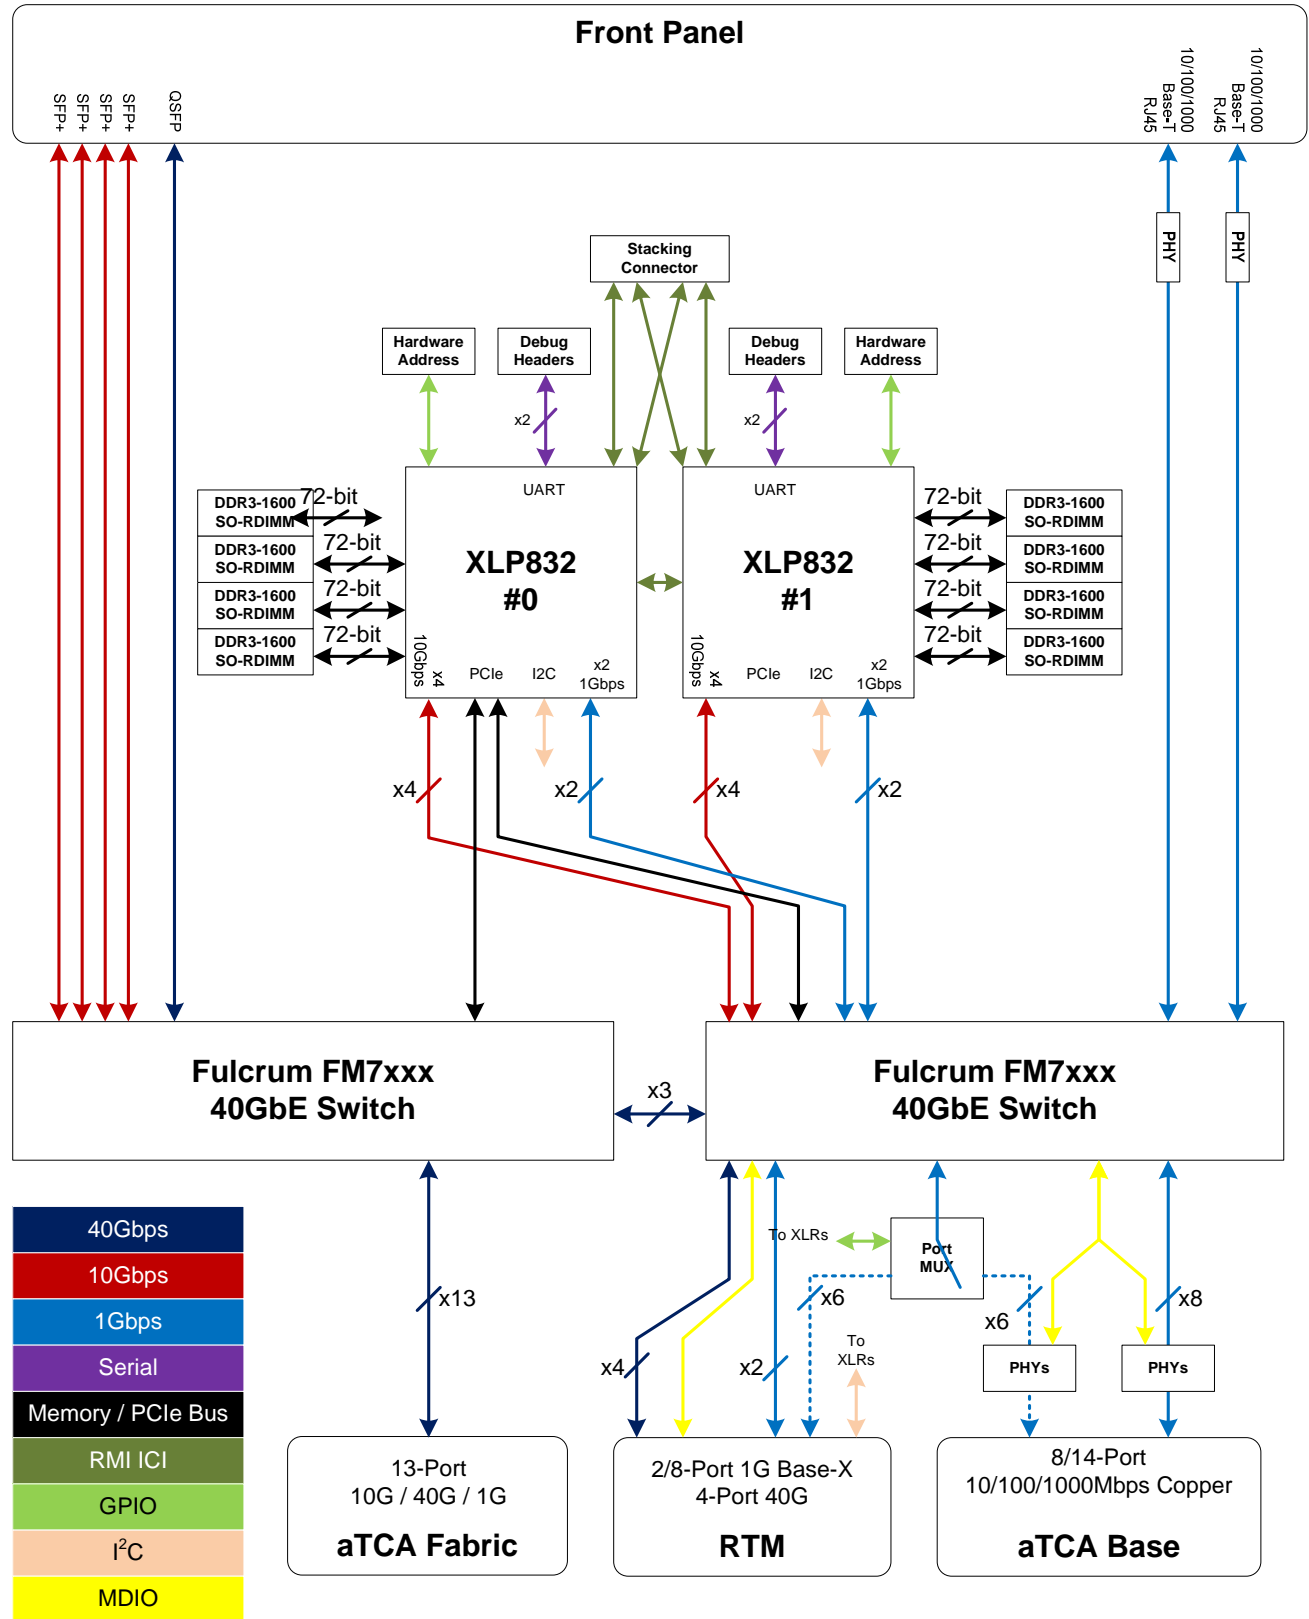 Front Panel
SFP+
SFP+
SFP+
SFP+
QSFP
10/100/1000
Base-T
RJ45
10/100/1000
Base-T
RJ45
PHY
PHY
Stacking
Connector
Hardware
Address
Debug
Headers
Debug
Headers
Hardware
Address
x2
x2
UART
UART
DDR3-1600
SO-RDIMM
72-bit
DDR3-1600
SO-RDIMM
72-bit
DDR3-1600
SO-RDIMM
72-bit
DDR3-1600
SO-RDIMM
72-bit
XLP832
#0
XLP832
#1
72-bit
DDR3-1600
SO-RDIMM
72-bit
DDR3-1600
SO-RDIMM
72-bit
DDR3-1600
SO-RDIMM
72-bit
DDR3-1600
SO-RDIMM
x4
10Gbps
PCIe
I2C
x2
1Gbps
x4
10Gbps
PCIe
I2C
x2
1Gbps
x4
x2
x4
x2
Fulcrum FM7xxx
40GbE Switch
x3
Fulcrum FM7xxx
40GbE Switch
40Gbps
10Gbps
1Gbps
Serial
Memory / PCIe Bus
RMI ICI
GPIO
I2C
MDIO
x13
To XLRs
Port
MUX
x6
x6
x8
x4
x2
To
XLRs
PHYs
PHYs
13-Port
10G / 40G / 1G
aTCA Fabric
2/8-Port 1G Base-X
4-Port 40G
RTM
8/14-Port
10/100/1000Mbps Copper
aTCA Base